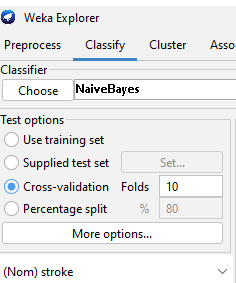 Weka Explorer
Preprocess Classify Cluster Asso
Classifier
Choose NaiveBayes
Test options
Use training set
Supplied test set Set...
Cross-validation Folds 10
Percentage split % 80
More options...
(Nom) stroke